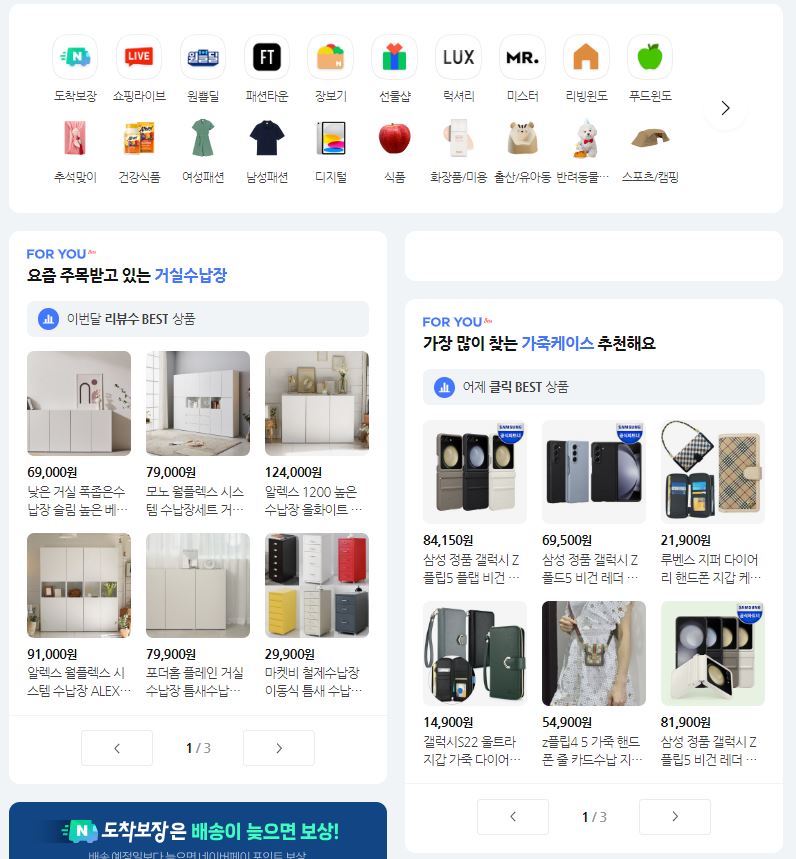 LIVE
원쁠딜
FT
LUX
MR.
도착보장
쇼핑라이브
원쁠딜
패션타운
장보기
선물샵
럭셔리
미스터
리빙윈도
푸드윈도
추석맞이
건강식품
여성패션
남성패션
디지털
식품
화장품/미용
출산/유아동
반려동물···
스포츠/캠핑
FOR YOU
요즘 주목받고 있는 거실수납장
이번달 리뷰수 BEST 상품
69,000원
낮은 거실 폭좁은수
납장 슬림 높은 베···
79,000원
모노 월플렉스 시스
템 수납장세트 거···
124,000원
알렉스 1200 높은
수납장 올화이트 ···
91,000원
알렉스 월플렉스 시
스템 수납장 ALEX···
79,900원
포더홈 플레인 거실
수납장 틈새수납···
29,900원
마켓비 철제수납장
이동식 틈새 수납···
1 / 3
N 도착보장은 배송이 늦으면 보상!
배송 예정일보다 늦으면 네이버페이 포인트 보상
FOR YOU
가장 많이 찾는 가죽케이스 추천해요
어제 클릭 BEST 상품
SAMSUNG
공식파트너
84,150원
삼성 정품 갤럭시 Z
플립5 플랩 비건 ···
SAMSUNG
공식파트너
69,500원
삼성 정품 갤럭시 Z
폴드5 비건 레더 ···
21,900원
루벤스 지퍼 다이어
리 핸드폰 지갑 케···
14,900원
갤럭시S22 울트라
지갑 가죽 다이어···
54,900원
z플립4 5 가죽 핸드
폰 줄 카드수납 지···
SAMSUNG
공식파트너
81,900원
삼성 정품 갤럭시 Z
플립5 비건 레더 ···
1 / 3